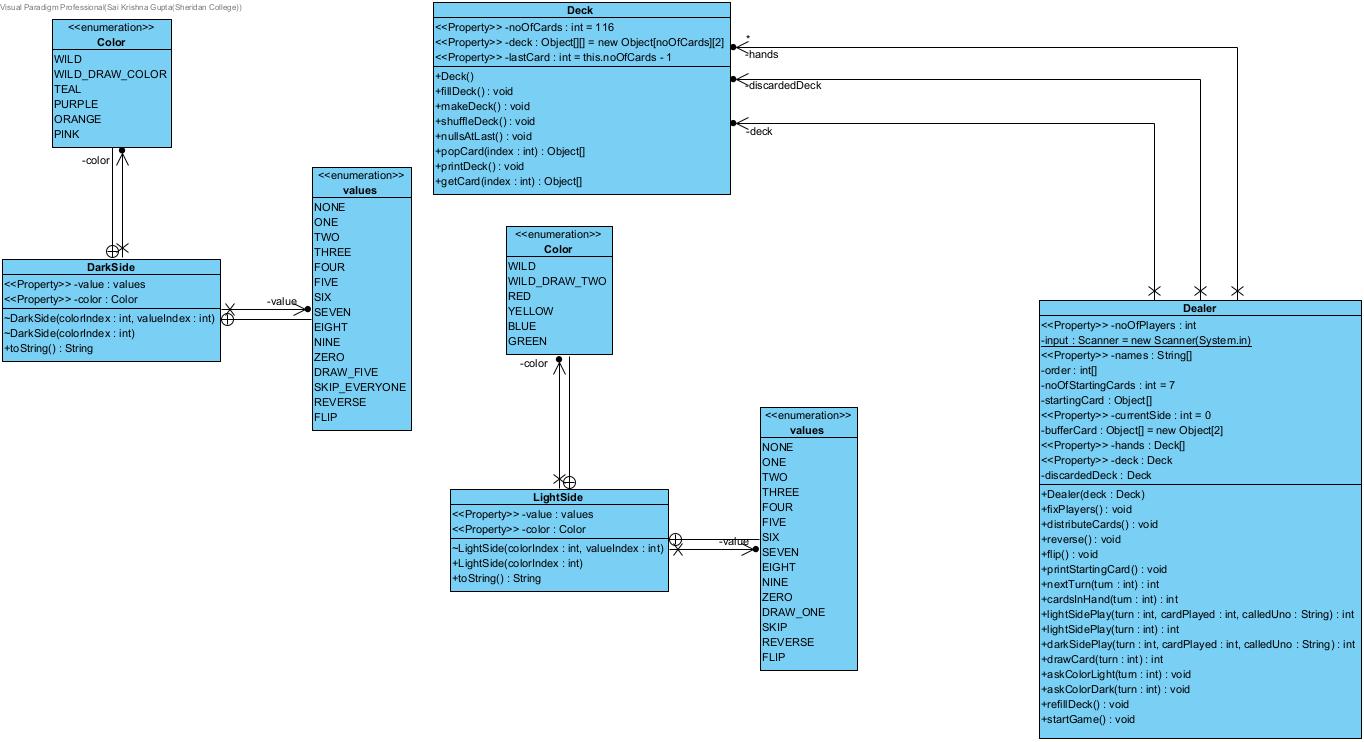 Visual Paradigm Professional(Sai Krishna Gupta(Sheridan College))
<<enumeration>>
Color
WILD
WILD_DRAW_COLOR
TEAL
PURPLE
ORANGE
PINK
-color
DarkSide
<<Property>> -value : values
<<Property>> -color : Color
~DarkSide(colorIndex : int, valueIndex : int)
~DarkSide(colorIndex : int)
+toString() : String
-value
<<enumeration>>
values
NONE
ONE
TWO
THREE
FOUR
FIVE
SIX
SEVEN
EIGHT
NINE
ZERO
DRAW_FIVE
SKIP_EVERYONE
REVERSE
FLIP
Deck
<<Property>> -noOfCards : int = 116
<<Property>> -deck : Object[][] = new Object[noOfCards][2]
<<Property>> -lastCard : int = this.noOfCards - 1
+Deck()
+fillDeck() : void
+makeDeck() : void
+shuffleDeck() : void
+nullsAtLast() : void
+popCard(index : int) : Object[]
+printDeck() : void
+getCard(index : int) : Object[]
*
-hands
-discardedDeck
-deck
<<enumeration>>
Color
WILD
WILD_DRAW_TWO
RED
YELLOW
BLUE
GREEN
-color
LightSide
<<Property>> -value : values
<<Property>> -color : Color
~LightSide(colorIndex : int, valueIndex : int)
+LightSide(colorIndex : int)
+toString() : String
-value
<<enumeration>>
values
NONE
ONE
TWO
THREE
FOUR
FIVE
SIX
SEVEN
EIGHT
NINE
ZERO
DRAW_ONE
SKIP
REVERSE
FLIP
Dealer
<<Property>> -noOfPlayers : int
-input : Scanner = new Scanner(System.in)
<<Property>> -names : String[]
-order : int[]
-noOfStartingCards : int = 7
-startingCard : Object[]
<<Property>> -currentSide : int = 0
-bufferCard : Object[] = new Object[2]
<<Property>> -hands : Deck[]
<<Property>> -deck : Deck
-discardedDeck : Deck
+Dealer(deck : Deck)
+fixPlayers() : void
+distributeCards() : void
+reverse() : void
+flip() : void
+printStartingCard() : void
+nextTurn(turn : int) : int
+cardsInHand(turn : int) : int
+lightSidePlay(turn : int, cardPlayed : int, calledUno : String) : int
+lightSidePlay(turn : int) : int
+darkSidePlay(turn : int, cardPlayed : int, calledUno : String) : int
+drawCard(turn : int) : int
+askColorLight(turn : int) : void
+askColorDark(turn : int) : void
+refillDeck() : void
+startGame() : void